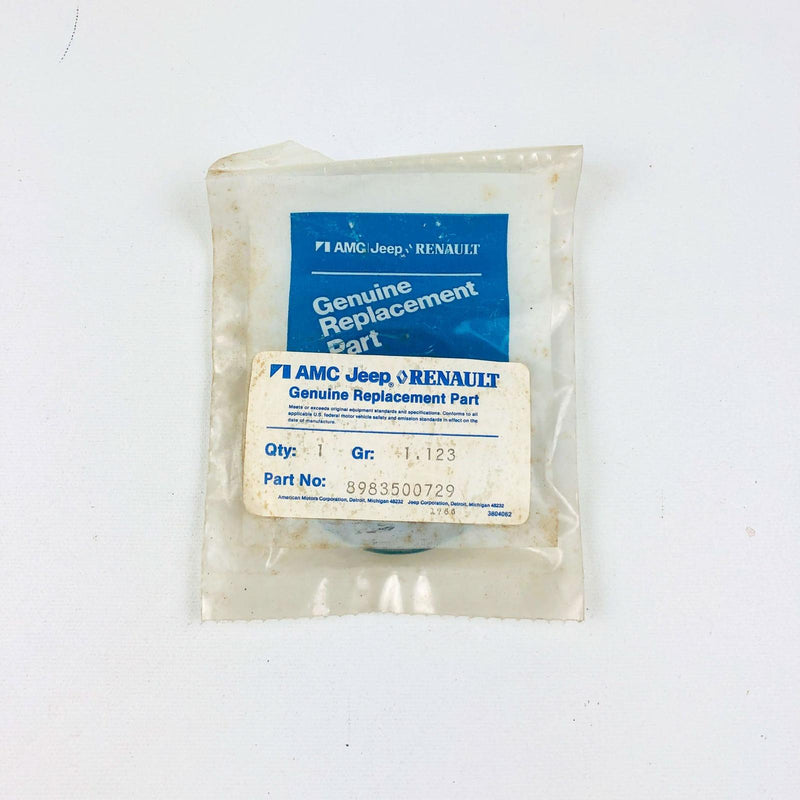 AMC Jeep RENAULT
Genuine
Replacement
Part
AMC Jeep® RENAULT
Genuine Replacement Part
Meets or exceeds original equipment standards and specifications. Conforms to all
applicable U.S. federal motor vehicle safety and emission standards in effect on the
date of manufacture.
Qty: 1 Gr: 1.123
Part No: 8983500729
American Motors Corporation, Detroit, Michigan 48232 Jeep Corporation, Detroit, Michigan 48232
3804062